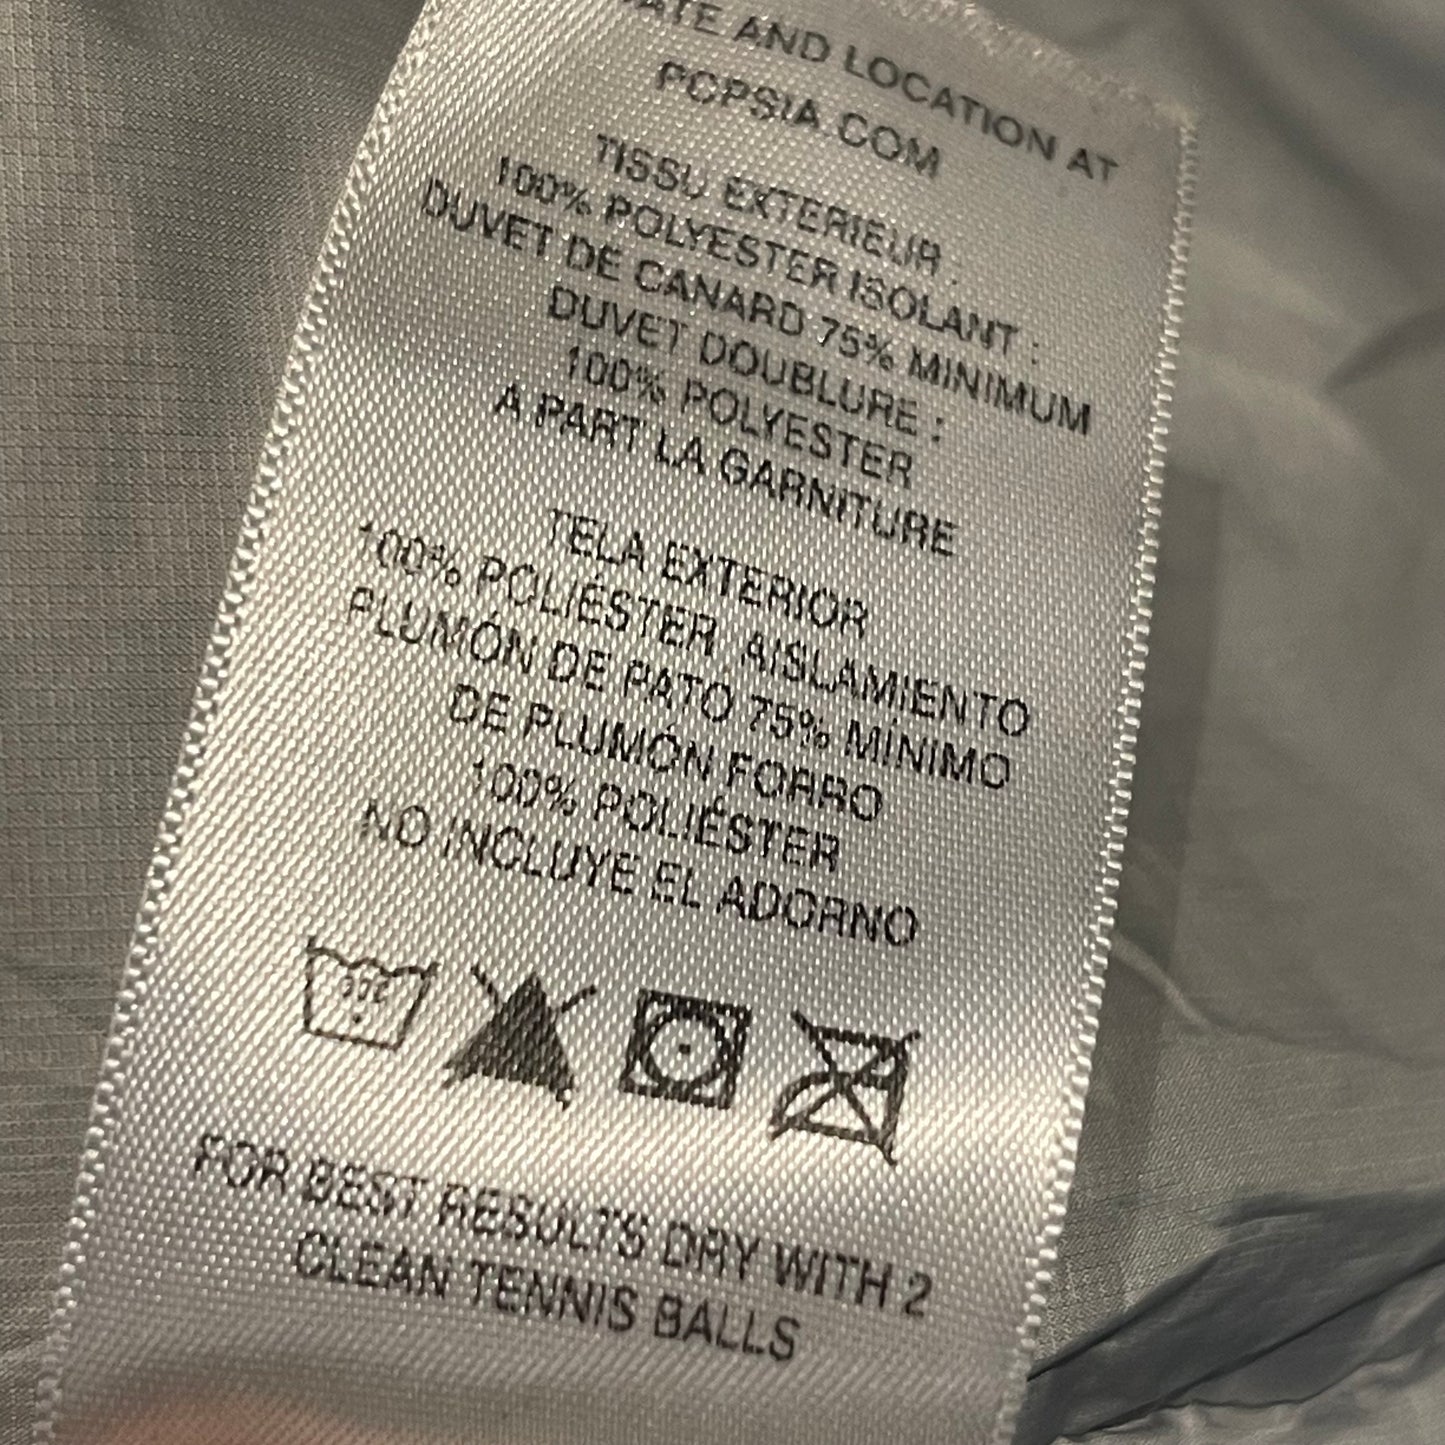 AND LOCATION AT
PCPSIA.COM
TISSU EXTERIEUR :
100% POLYESTER ISOLANT :
DUVET DE CANARD 75% MINIMUM
DUVET DOUBLURE :
100% POLYESTER
A PART LA GARNITURE
TELA EXTERIOR
100% POLIÉSTER, AISLAMIENTO
PLUMÓN DE PATO 75% MÍNIMO
DE PLUMÓN FORRO
100% POLIÉSTER
NO INCLUYE EL ADORNO
FOR BEST RESULTS DRY WITH 2
CLEAN TENNIS BALLS